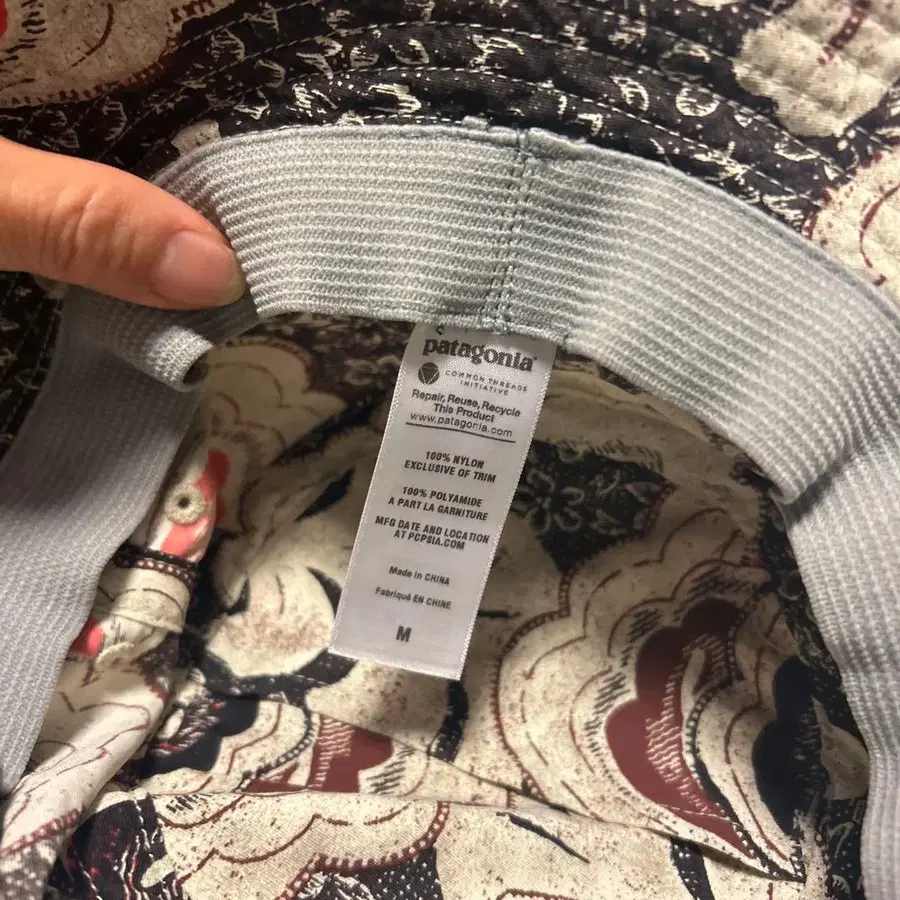 patagonia®
COMMON THREADS
INITIATIVE
Repair, Reuse, Recycle
This Product
www.patagonia.com
100% NYLON
EXCLUSIVE OF TRIM
100% POLYAMIDE
A PART LA GARNITURE
MFG DATE AND LOCATION
AT PCPSIA.COM
Made in CHINA
Fabriqué EN CHINE
M